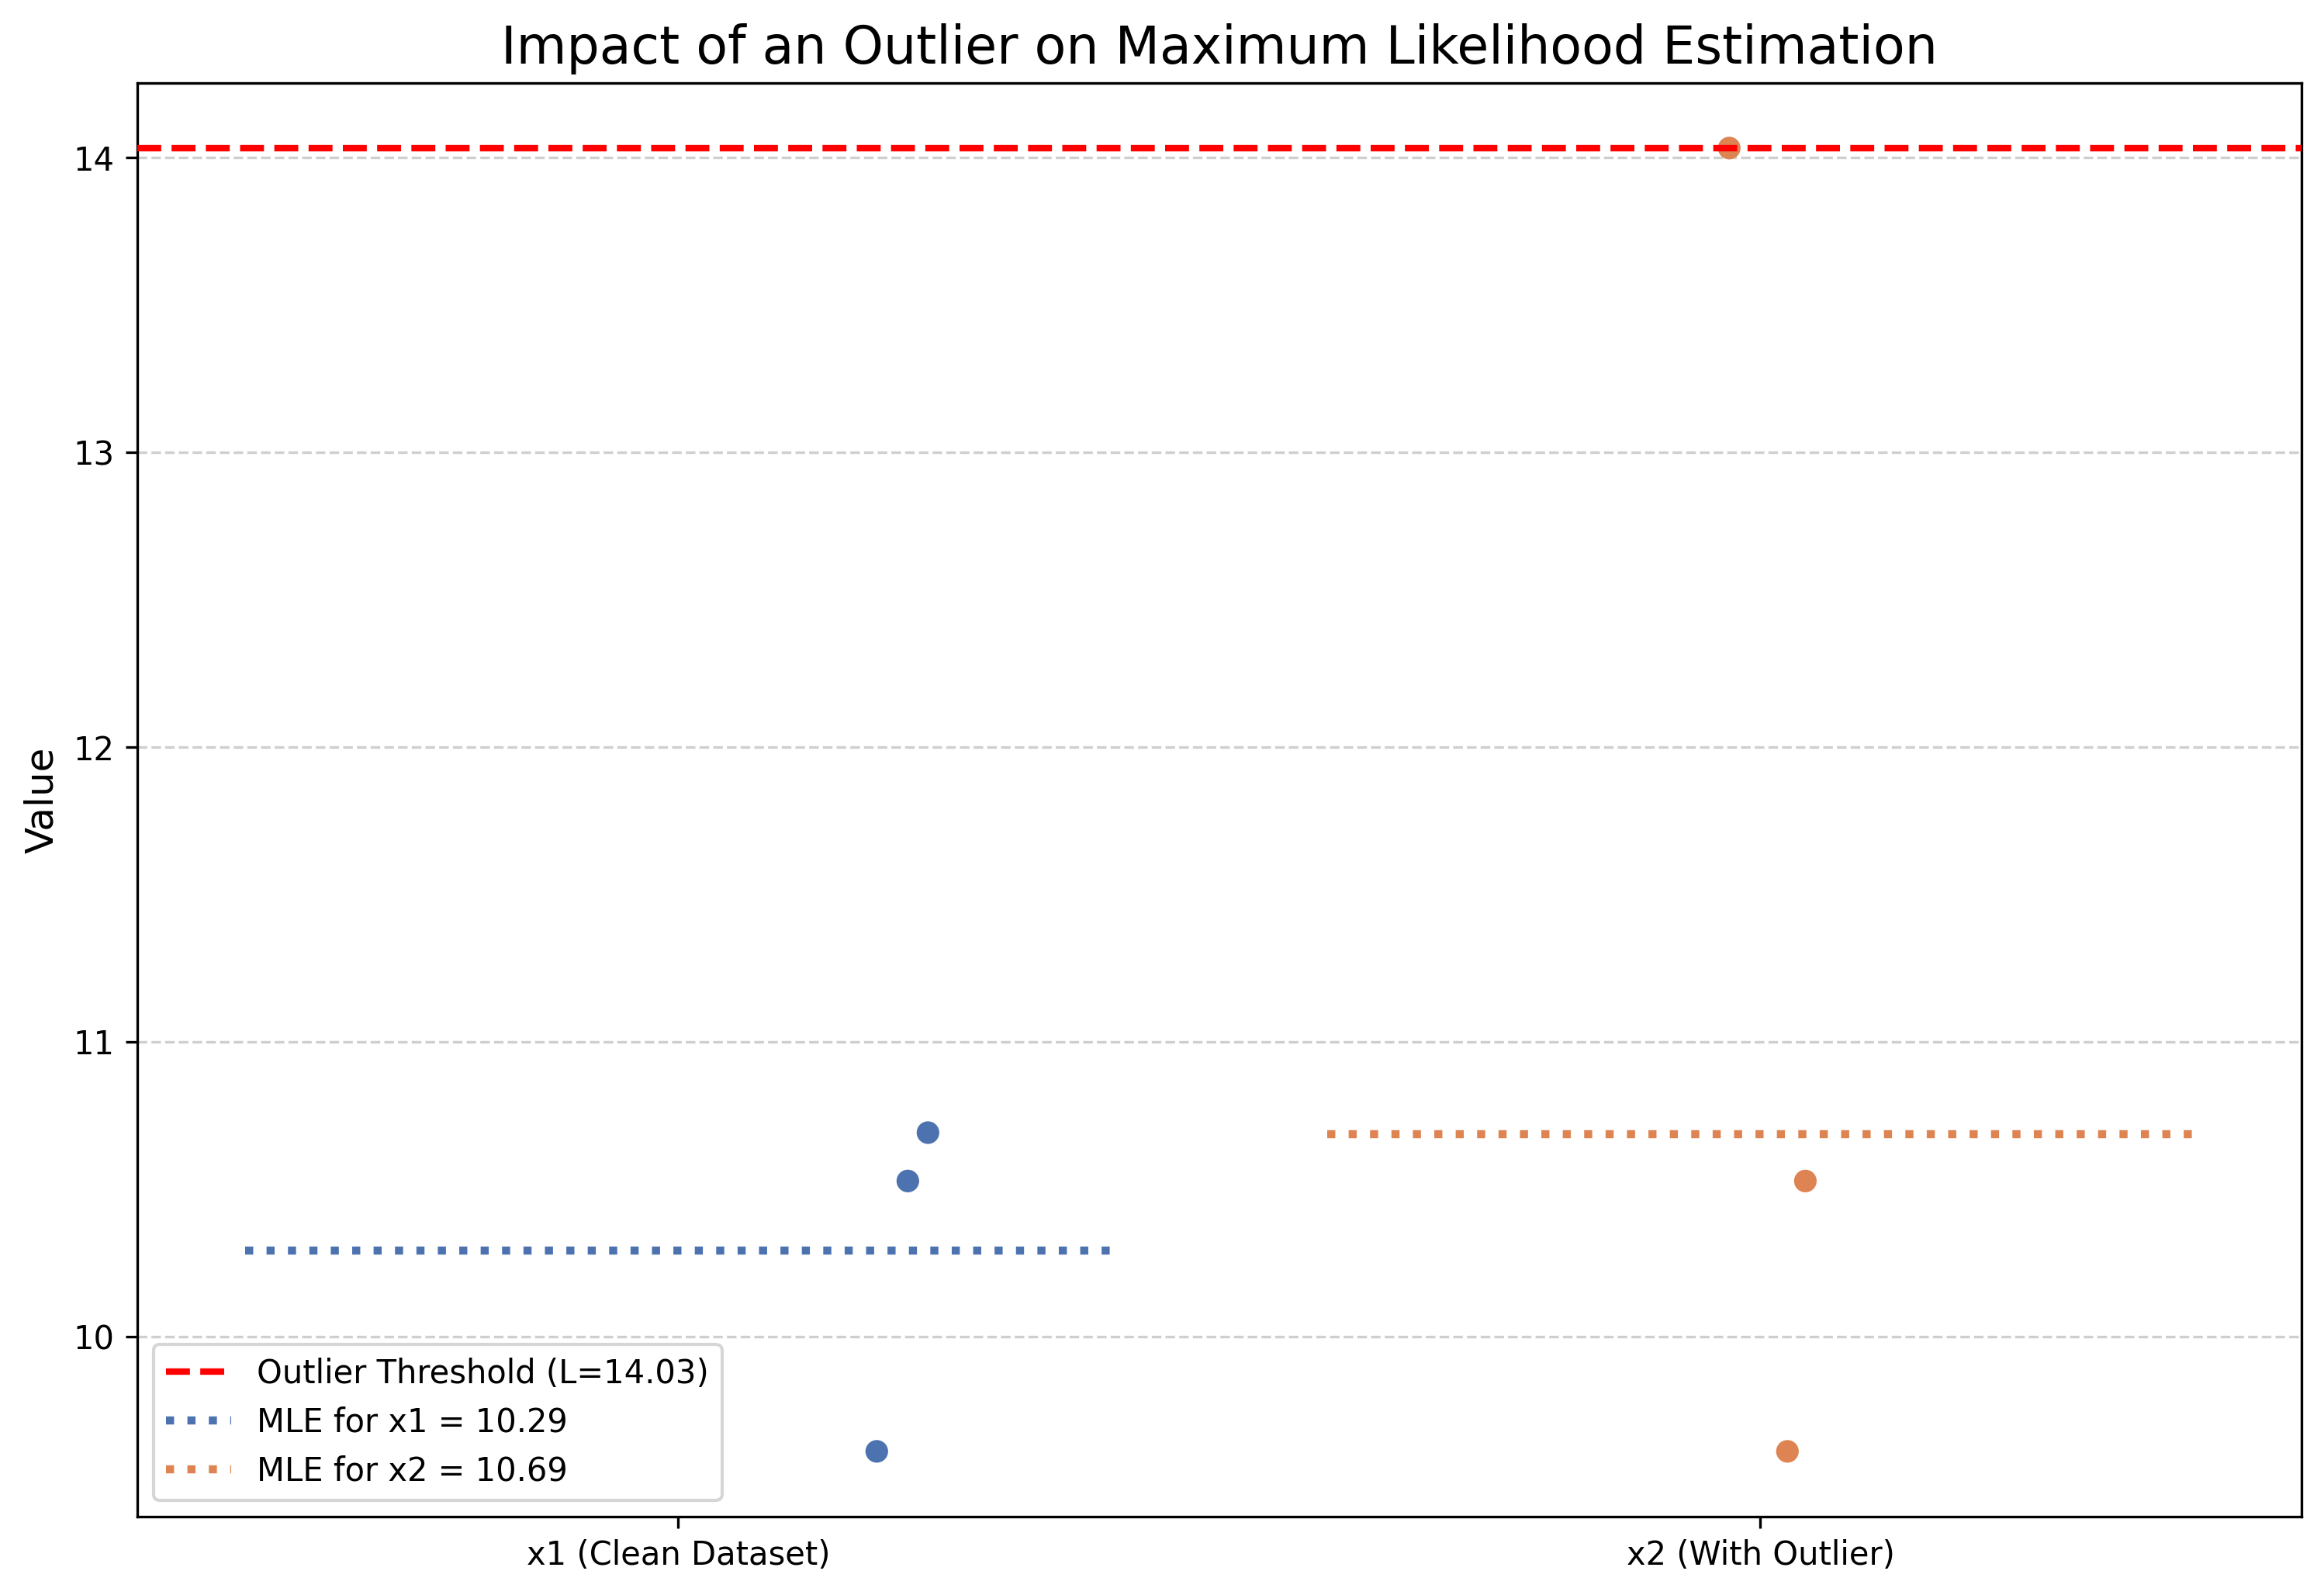 Impact of an Outlier on Maximum Likelihood Estimation
Value
14
13
12
11
10
Outlier Threshold (L=14.03)
MLE for x1 = 10.29
MLE for x2 = 10.69
x1 (Clean Dataset)
x2 (With Outlier)